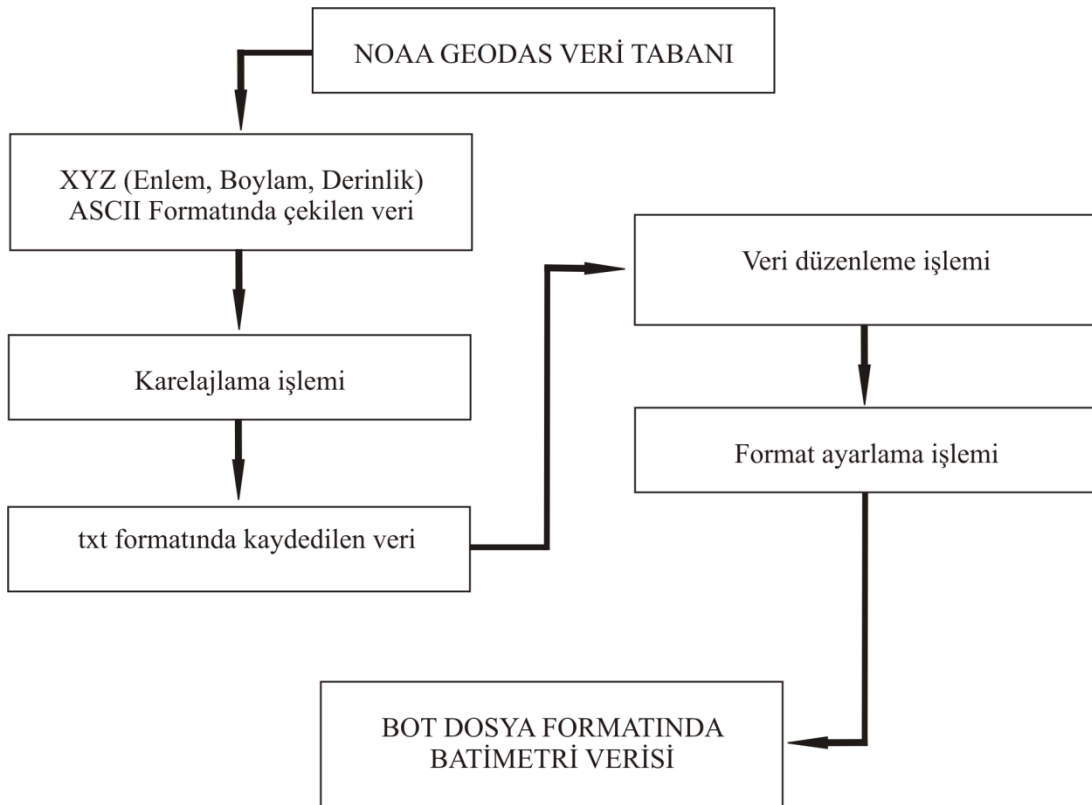 NOAA GEODAS VERİ TABANI
XYZ (Enlem, Boylam, Derinlik)
ASCII Formatında çekilen veri
Karelajlama işlemi
txt formatında kaydedilen veri
Veri düzenleme işlemi
Format ayarlama işlemi
BOT DOSYA FORMATINDA
BATİMETRİ VERİSİ